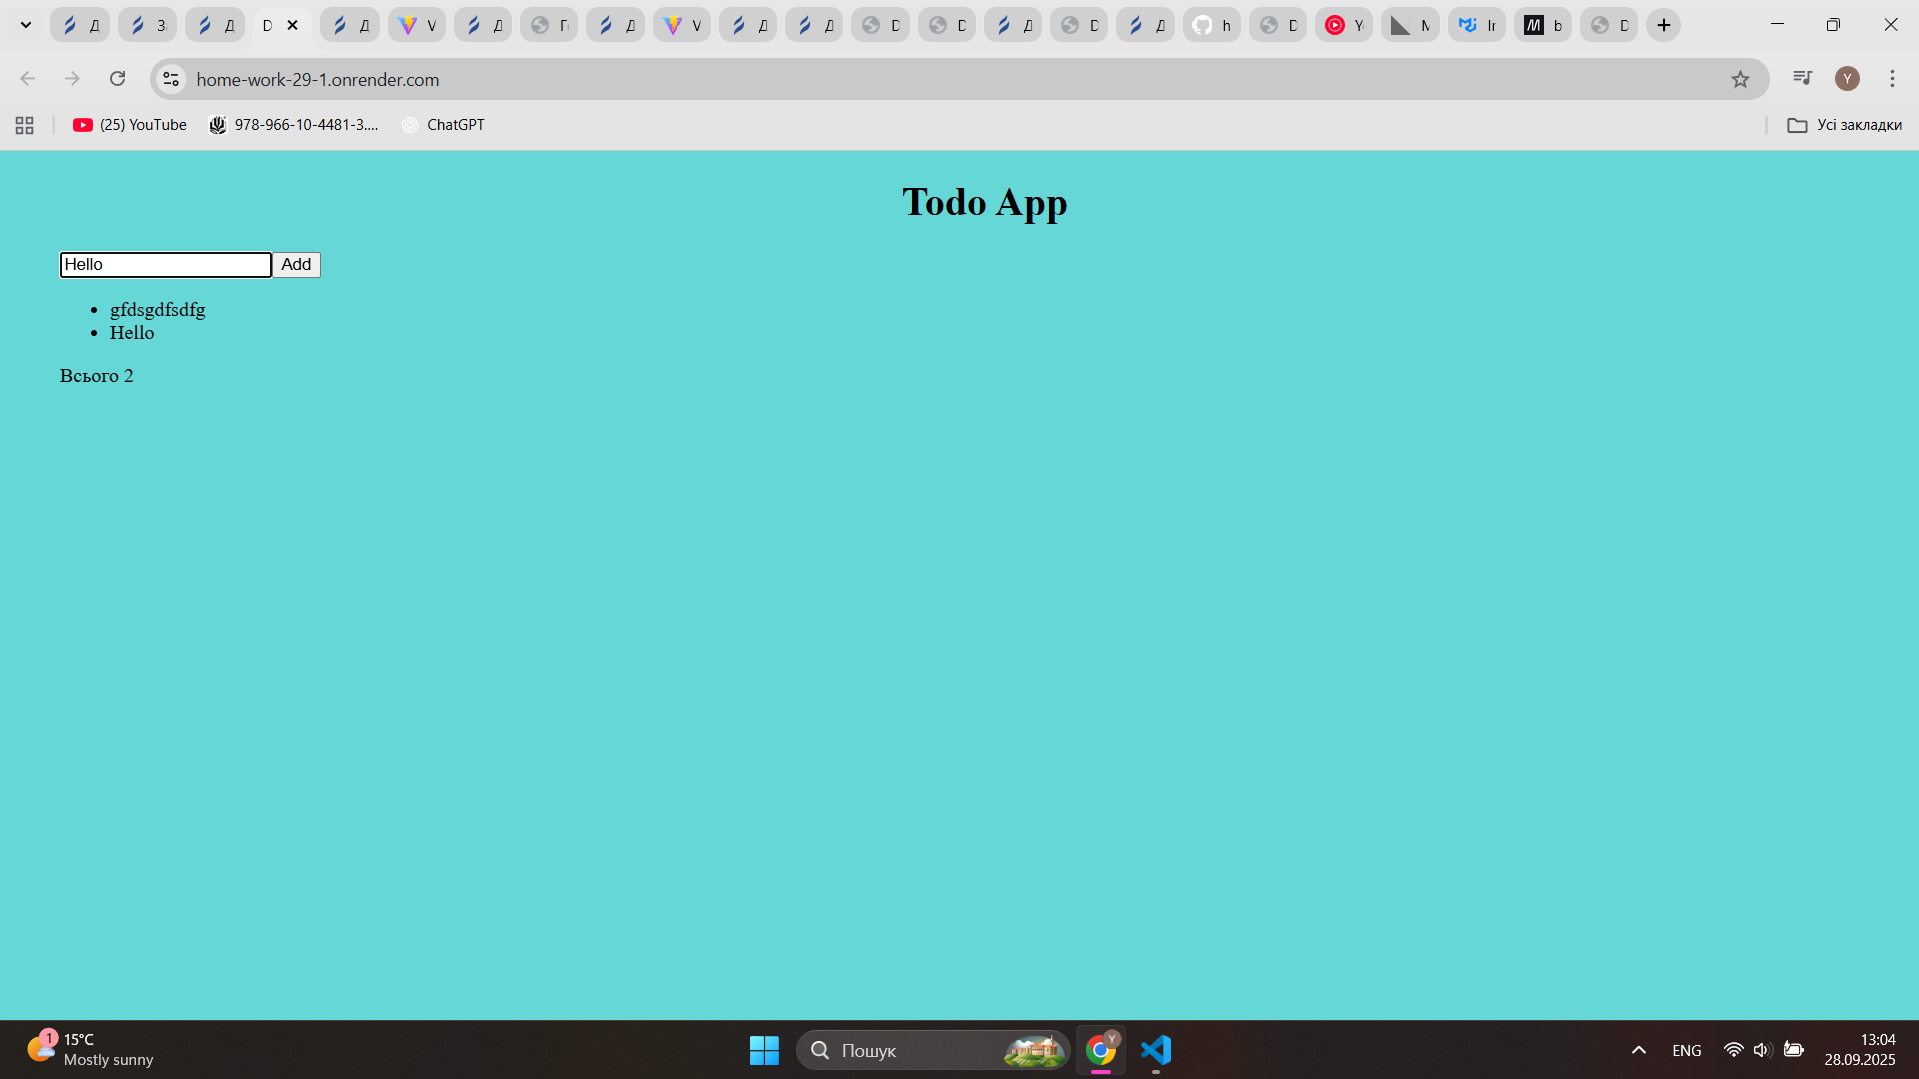 Д
З
Д
D
Д
V
Д
Г
Д
V
Д
Д
D
D
Д
D
Д
h
D
Y
M
Ir
M b
D
home-work-29-1.onrender.com
Y
(25) YouTube
978-966-10-4481-3....
ChatGPT
Усі закладки
Todo App
Hello
Add
gfdsgdfsdfg
Hello
Всього 2
1
15°C
Mostly sunny
Пошук
Y
ENG
13:04
28.09.2025